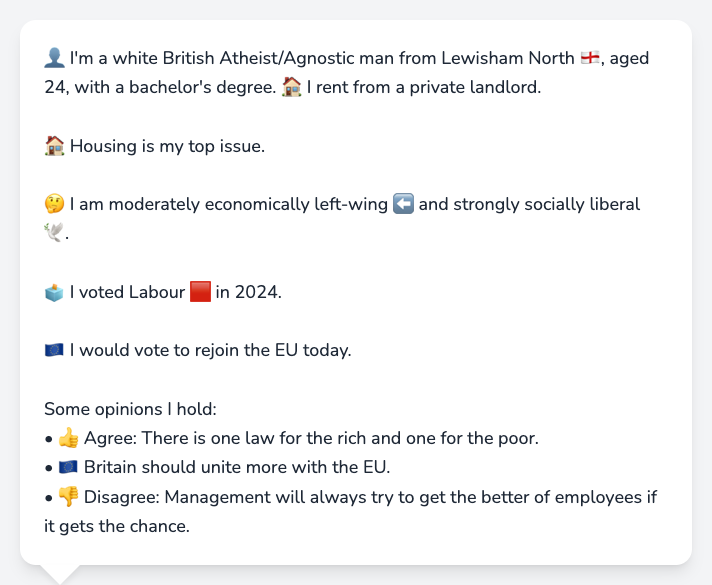 👤 I'm a white British Atheist/Agnostic man from Lewisham North 🏴󠁧󠁢󠁥󠁮󠁧󠁿, aged
24, with a bachelor's degree. 🏠 I rent from a private landlord.
🏠 Housing is my top issue.
🤔 I am moderately economically left-wing ⬅️ and strongly socially liberal
🕊️.
🗳️ I voted Labour 🟥 in 2024.
🇪🇺 I would vote to rejoin the EU today.
Some opinions I hold:
• 👍 Agree: There is one law for the rich and one for the poor.
• 🇪🇺 Britain should unite more with the EU.
• 👎 Disagree: Management will always try to get the better of employees if
it gets the chance.